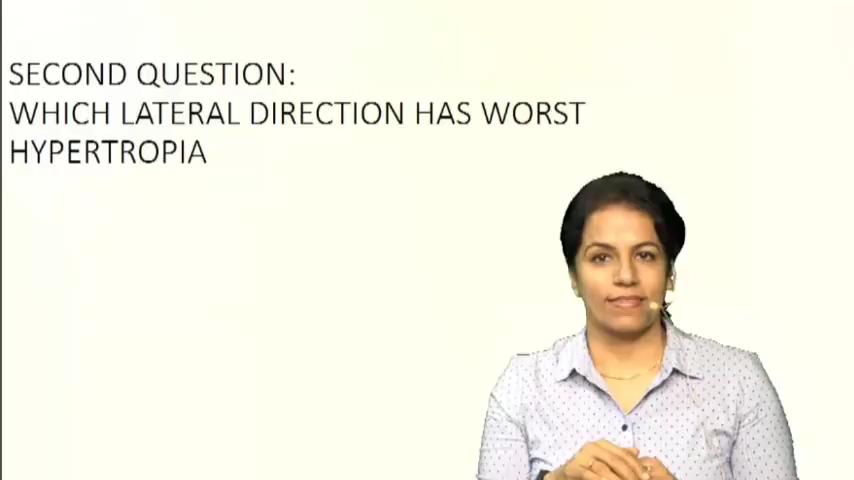 SECOND QUESTION:
WHICH LATERAL DIRECTION HAS WORST
HYPERTROPIA